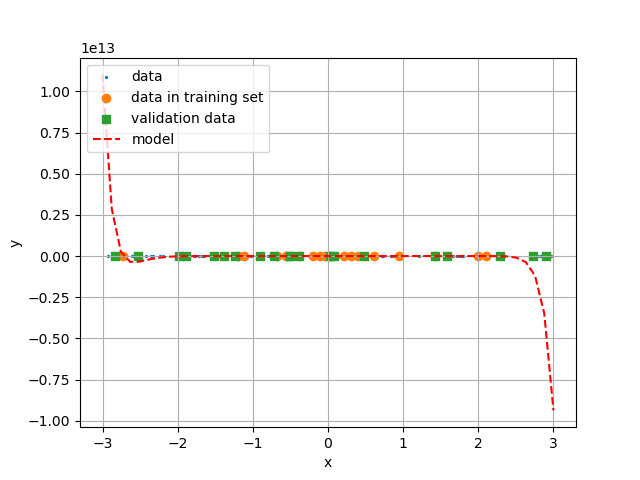 1e13
data
data in training set
validation data
model
1.00
0.75
0.50
0.25
0.00
−0.25
−0.50
−0.75
−1.00
y
−3 −2 −1 0 1 2 3
x